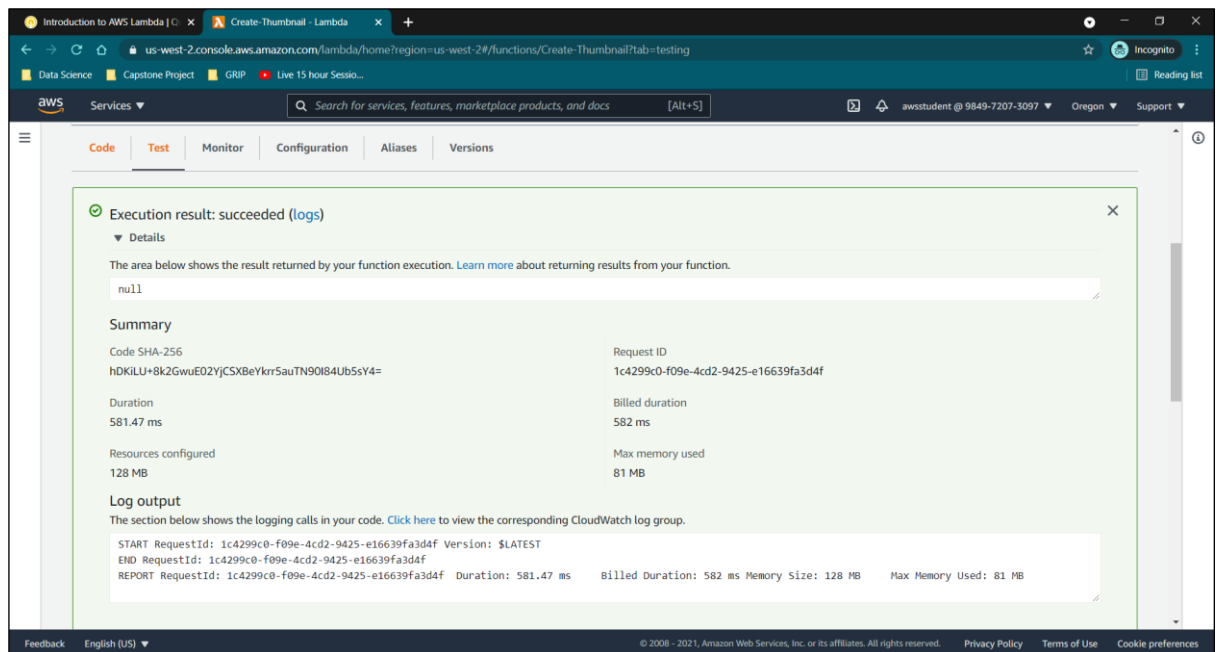 Introduction to AWS Lambda | Q
Create-Thumbnail - Lambda
us-west-2.console.aws.amazon.com/lambda/home?region=us-west-2#/functions/Create-Thumbnail?tab=testing
Incognito
Data Science
Capstone Project
GRIP
Live 15 hour Sessio...
Reading list
aws
Services ▼
Search for services, features, marketplace products, and docs
[Alt+S]
awsstudent @ 9849-7207-3097 ▼
Oregon ▼
Support ▼
Code
Test
Monitor
Configuration
Aliases
Versions
Execution result: succeeded (logs)
▼ Details
The area below shows the result returned by your function execution. Learn more about returning results from your function.
null
Summary
Code SHA-256
hDKiLU+8k2GwuE02YjCSXBeYkrr5auTN90I84Ub5sY4=
Request ID
1c4299c0-f09e-4cd2-9425-e16639fa3d4f
Duration
581.47 ms
Billed duration
582 ms
Resources configured
128 MB
Max memory used
81 MB
Log output
The section below shows the logging calls in your code. Click here to view the corresponding CloudWatch log group.
START RequestId: 1c4299c0-f09e-4cd2-9425-e16639fa3d4f Version: $LATEST
END RequestId: 1c4299c0-f09e-4cd2-9425-e16639fa3d4f
REPORT RequestId: 1c4299c0-f09e-4cd2-9425-e16639fa3d4f Duration: 581.47 ms Billed Duration: 582 ms Memory Size: 128 MB Max Memory Used: 81 MB
Feedback
English (US) ▼
© 2008 - 2021, Amazon Web Services, Inc. or its affiliates. All rights reserved.
Privacy Policy
Terms of Use
Cookie preferences